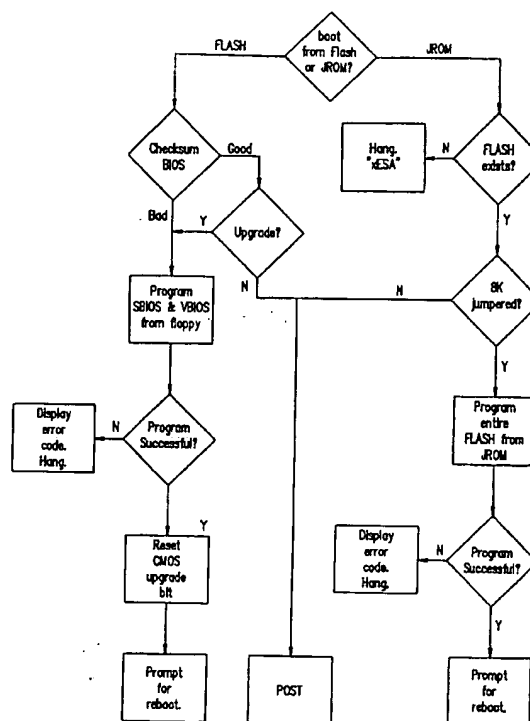 boot
from Flash
or JROM?
FLASH
JROM
Checksum
BIOS
Good
Bad
Hang.
"xESA"
N
FLASH
exists?
Y
Upgrade?
Y
N
N
8K
jumpered?
Y
Program
SBIOS & VBIOS
from floppy
Program
entire
FLASH from
JROM
Display
error
code.
Hang.
N
Program
Successful?
Y
Reset
CMOS
upgrade
bit
Display
error
code.
Hang.
N
Program
Successful?
Y
Prompt
for
reboot.
POST
Prompt
for
reboot.